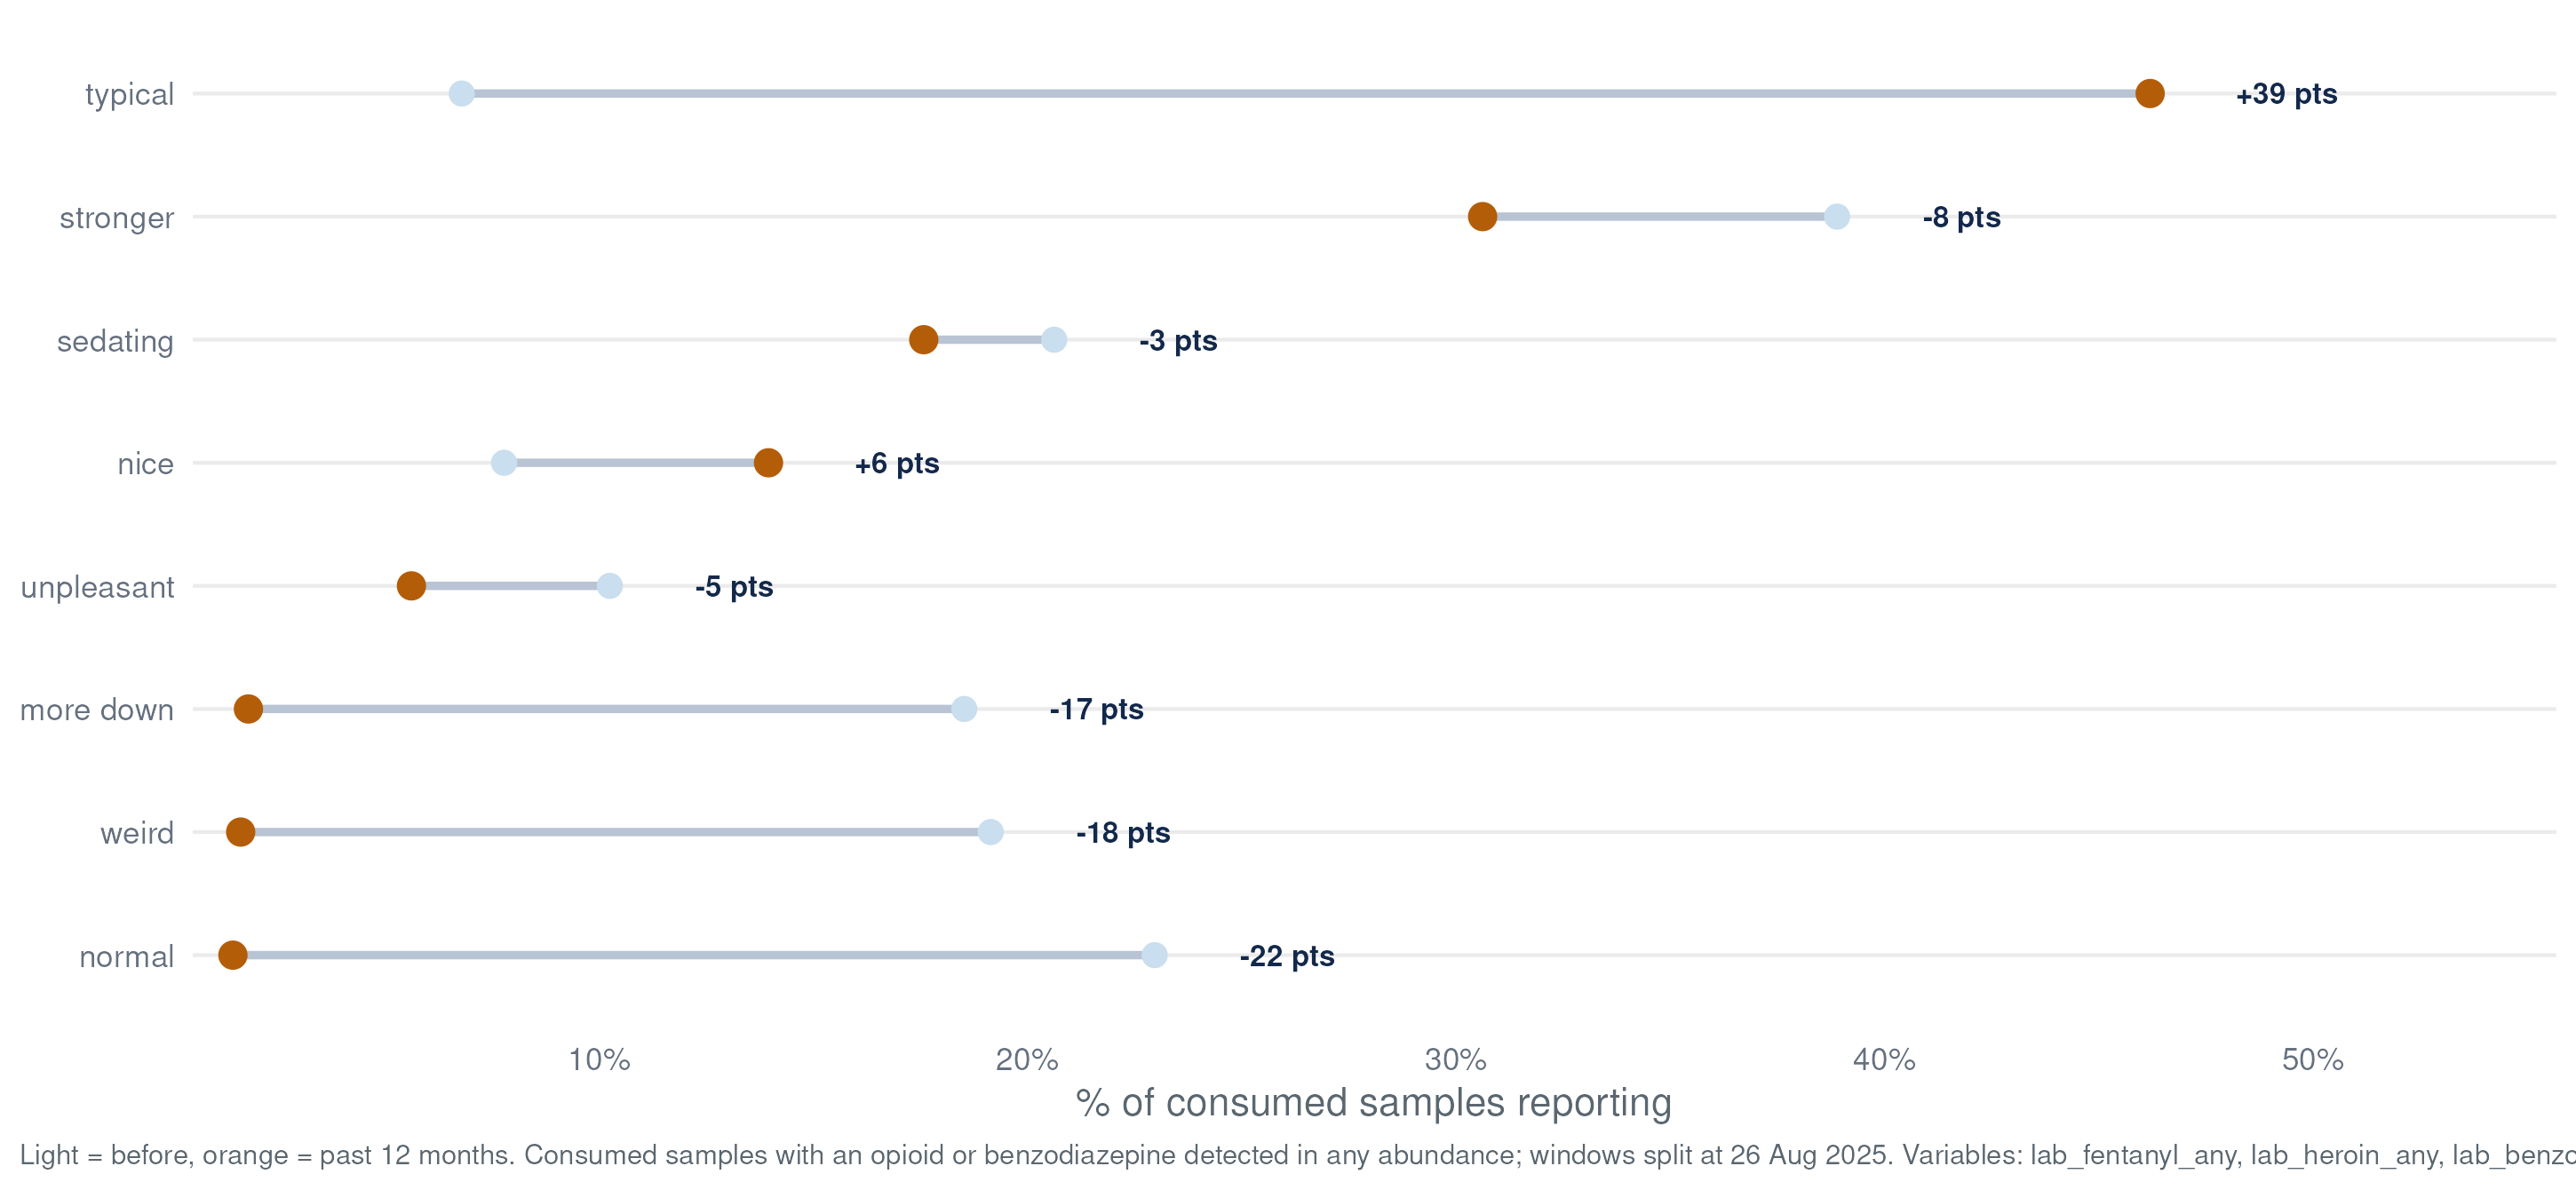 typical +39 pts
stronger -8 pts
sedating -3 pts
nice +6 pts
unpleasant -5 pts
more down -17 pts
weird -18 pts
normal -22 pts
10% 20% 30% 40% 50%
% of consumed samples reporting
Light = before, orange = past 12 months. Consumed samples with an opioid or benzodiazepine detected in any abundance; windows split at 26 Aug 2025. Variables: lab_fentanyl_any, lab_heroin_any, lab_benzo